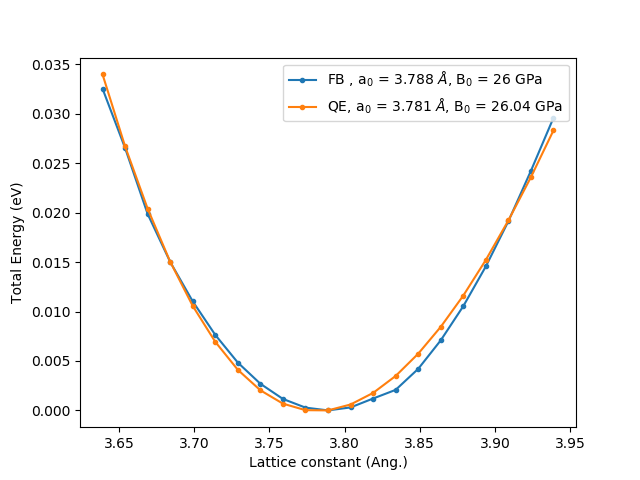 FB , a₀ = 3.788 Å, B₀ = 26 GPa
QE, a₀ = 3.781 Å, B₀ = 26.04 GPa
Total Energy (eV)
0.035
0.030
0.025
0.020
0.015
0.010
0.005
0.000
3.65 3.70 3.75 3.80 3.85 3.90 3.95
Lattice constant (Ang.)